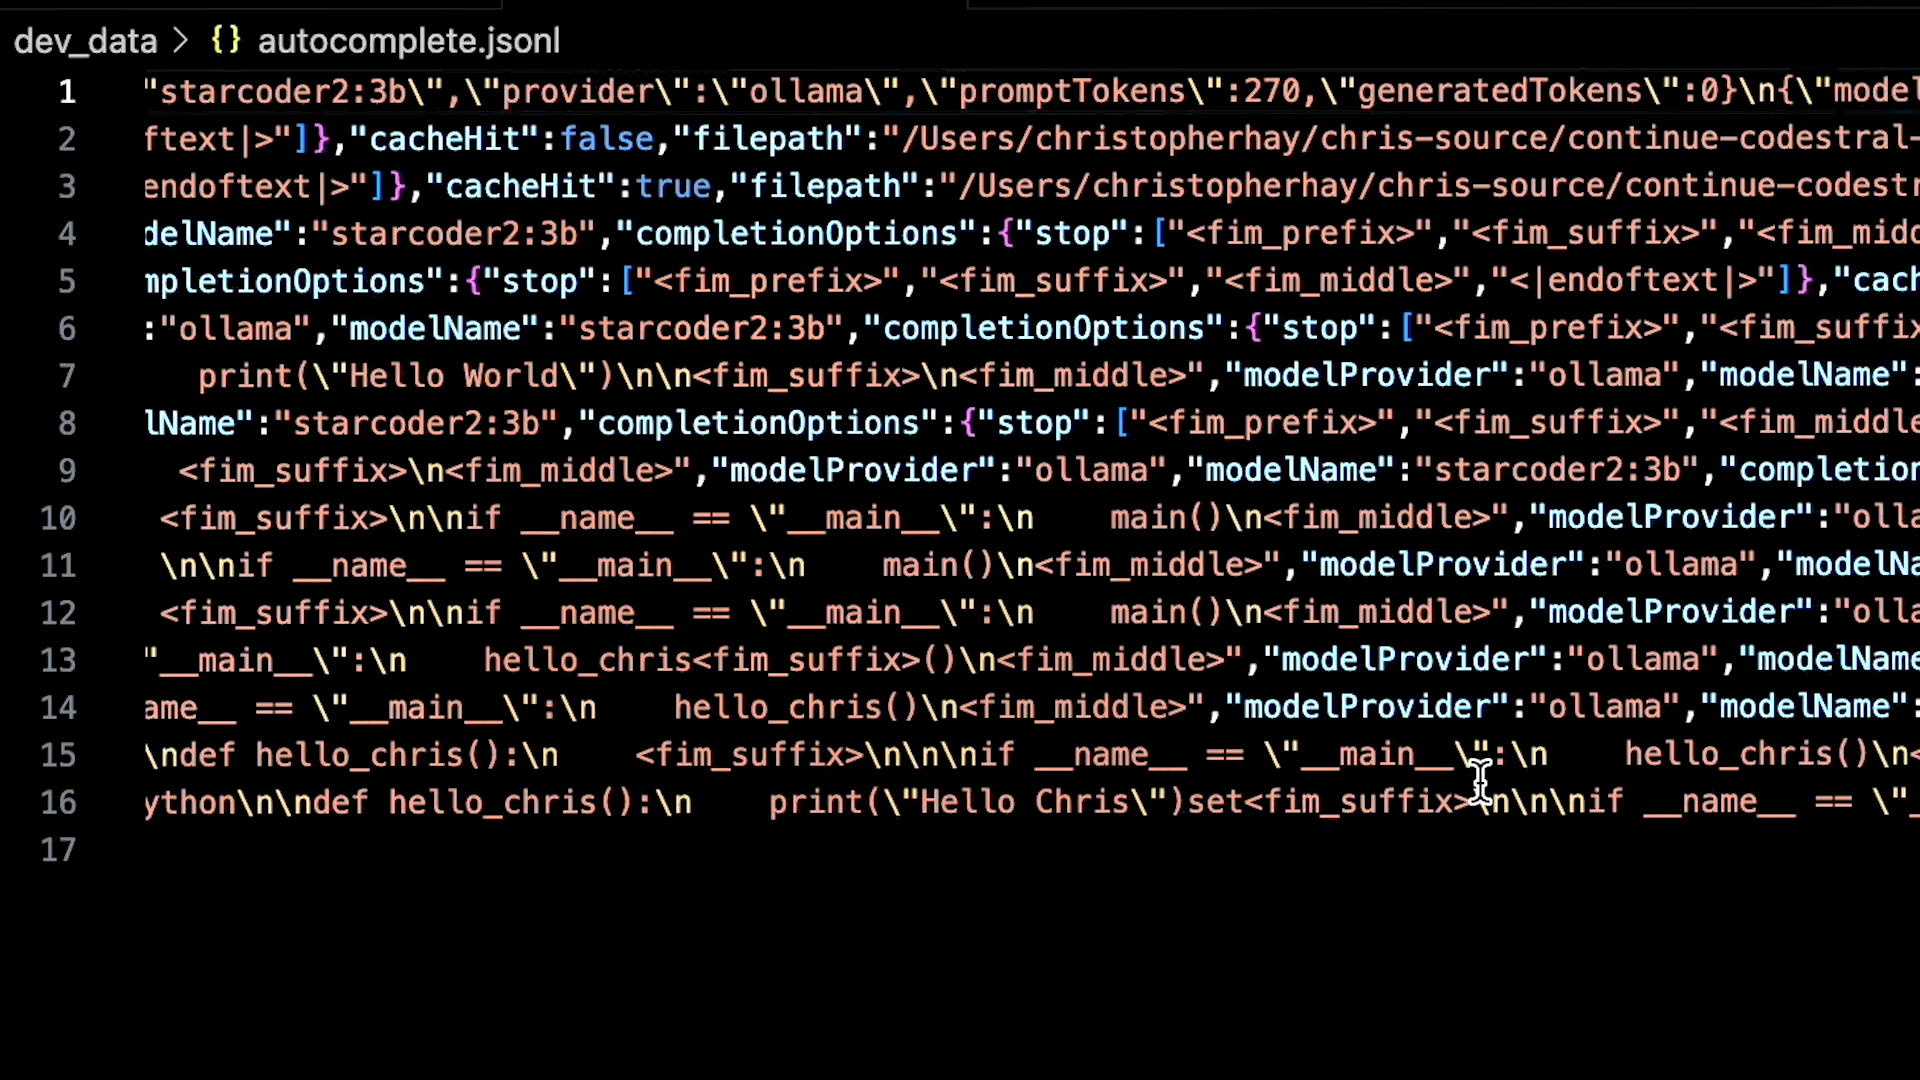 dev_data > {} autocomplete.jsonl
1 "starcoder2:3b\",\"provider\":\"ollama\",\"promptTokens\":270,\"generatedTokens\":0}\n{\"model
2 ftext|>"]},"cacheHit":false,"filepath":"/Users/christopherhay/chris-source/continue-codestral-
3 endoftext|>"]},"cacheHit":true,"filepath":"/Users/christopherhay/chris-source/continue-codestr
4 delName":"starcoder2:3b","completionOptions":{"stop":["<fim_prefix>","<fim_suffix>","<fim_midd
5 mpletionOptions":{"stop":["<fim_prefix>","<fim_suffix>","<fim_middle>","<|endoftext|>"]},"cach
6 :"ollama","modelName":"starcoder2:3b","completionOptions":{"stop":["<fim_prefix>","<fim_suffix
7 print(\"Hello World\")\n\n<fim_suffix>\n<fim_middle>","modelProvider":"ollama","modelName":
8 lName":"starcoder2:3b","completionOptions":{"stop":["<fim_prefix>","<fim_suffix>","<fim_middle
9 <fim_suffix>\n<fim_middle>","modelProvider":"ollama","modelName":"starcoder2:3b","completion
10 <fim_suffix>\n\nif __name__ == \"__main__\":\n    main()\n<fim_middle>","modelProvider":"olla
11 \n\nif __name__ == \"__main__\":\n    main()\n<fim_middle>","modelProvider":"ollama","modelNa
12 <fim_suffix>\n\nif __name__ == \"__main__\":\n    main()\n<fim_middle>","modelProvider":"olla
13 "__main__\":\n    hello_chris<fim_suffix>()\n<fim_middle>","modelProvider":"ollama","modelName
14 ame__ == \"__main__\":\n    hello_chris()\n<fim_middle>","modelProvider":"ollama","modelName":
15 \ndef hello_chris():\n    <fim_suffix>\n\n\nif __name__ == \"__main__\":\n    hello_chris()\n<
16 ython\n\ndef hello_chris():\n    print(\"Hello Chris\")set<fim_suffix>\n\n\nif __name__ == \"_
17